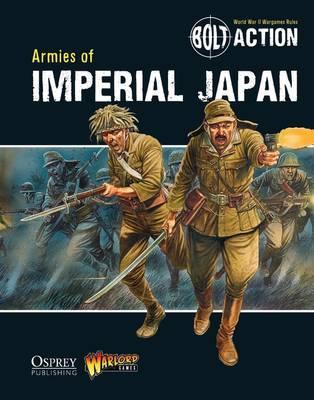 World War II Wargames Rules
BOLT ACTION
Armies of
IMPERIAL JAPAN
OSPREY
PUBLISHING
WARLORD
GAMES